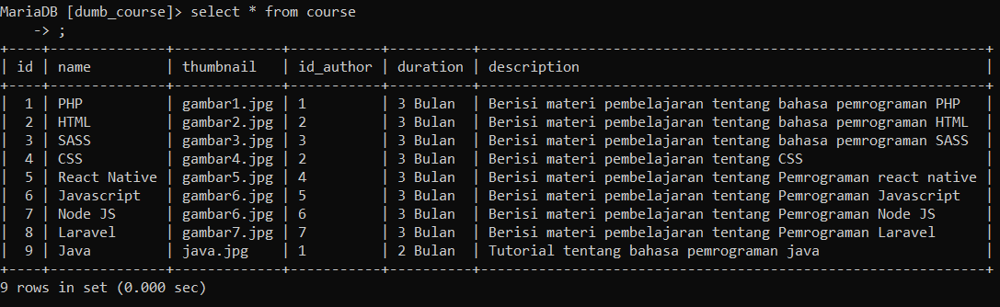 MariaDB [dumb_course]> select * from course
    -> ;
+----+--------------+-------------+-----------+----------+-------------------------------------------------------------+
| id | name         | thumbnail   | id_author | duration | description                                                 |
+----+--------------+-------------+-----------+----------+-------------------------------------------------------------+
|  1 | PHP          | gambar1.jpg | 1         | 3 Bulan  | Berisi materi pembelajaran tentang bahasa pemrograman PHP   |
|  2 | HTML         | gambar2.jpg | 2         | 3 Bulan  | Berisi materi pembelajaran tentang bahasa pemrograman HTML  |
|  3 | SASS         | gambar3.jpg | 3         | 3 Bulan  | Berisi materi pembelajaran tentang bahasa pemrograman SASS  |
|  4 | CSS          | gambar4.jpg | 2         | 3 Bulan  | Berisi materi pembelajaran tentang CSS                      |
|  5 | React Native | gambar5.jpg | 4         | 3 Bulan  | Berisi materi pembelajaran tentang Pemrograman react native |
|  6 | Javascript   | gambar6.jpg | 5         | 3 Bulan  | Berisi materi pembelajaran tentang Pemrograman Javascript   |
|  7 | Node JS      | gambar6.jpg | 6         | 3 Bulan  | Berisi materi pembelajaran tentang Pemrograman Node JS      |
|  8 | Laravel      | gambar7.jpg | 7         | 3 Bulan  | Berisi materi pembelajaran tentang Pemrograman Laravel      |
|  9 | Java         | java.jpg    | 1         | 2 Bulan  | Tutorial tentang bahasa pemrograman java                    |
+----+--------------+-------------+-----------+----------+-------------------------------------------------------------+
9 rows in set (0.000 sec)